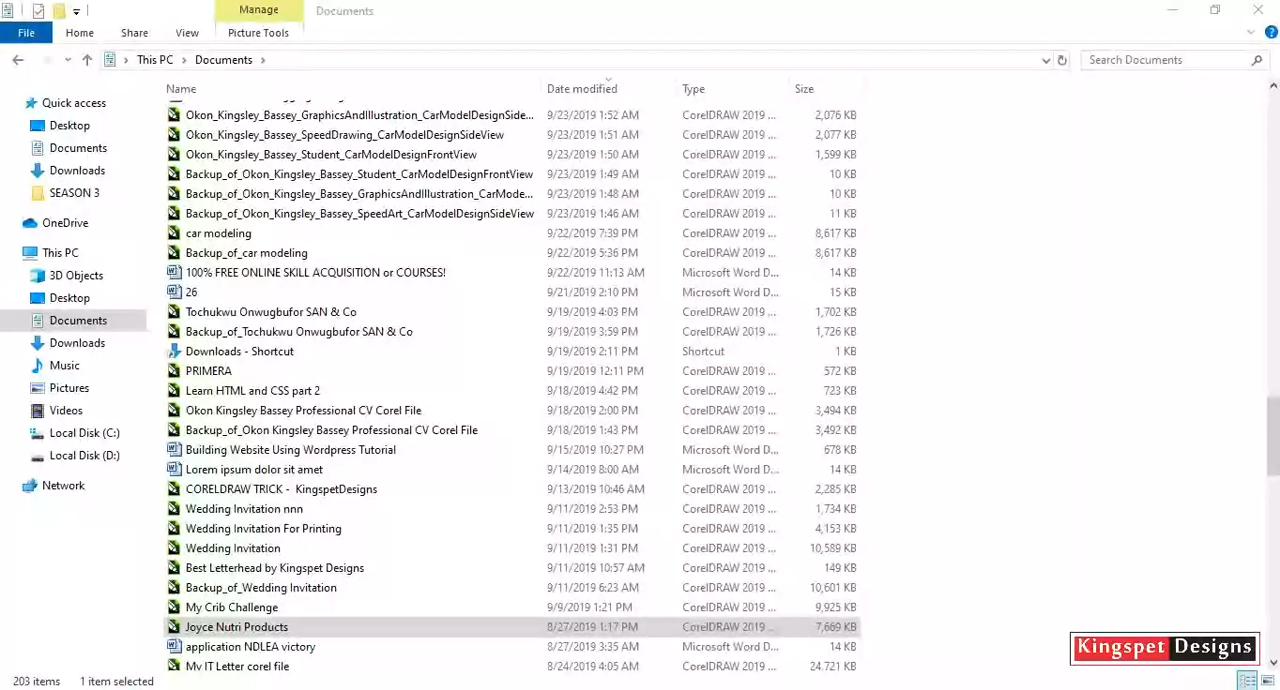 Manage Documents
File Home Share View Picture Tools
This PC Documents Search Documents
Name Date modified Type Size
Quick access
Desktop
Documents
Downloads
SEASON 3
OneDrive
This PC
3D Objects
Desktop
Documents
Downloads
Music
Pictures
Videos
Local Disk (C:)
Local Disk (D:)
Network
Okon_Kingsley_Bassey_GraphicsAndIllustration_CarModelDesignSide... 9/23/2019 1:52 AM CorelDRAW 2019 ... 2,076 KB
Okon_Kingsley_Bassey_SpeedDrawing_CarModelDesignSideView 9/23/2019 1:51 AM CorelDRAW 2019 ... 2,077 KB
Okon_Kingsley_Bassey_Student_CarModelDesignFrontView 9/23/2019 1:50 AM CorelDRAW 2019 ... 1,599 KB
Backup_of_Okon_Kingsley_Bassey_Student_CarModelDesignFrontView 9/23/2019 1:49 AM CorelDRAW 2019 ... 10 KB
Backup_of_Okon_Kingsley_Bassey_GraphicsAndIllustration_CarMode... 9/23/2019 1:48 AM CorelDRAW 2019 ... 10 KB
Backup_of_Okon_Kingsley_Bassey_SpeedArt_CarModelDesignSideView 9/23/2019 1:46 AM CorelDRAW 2019 ... 11 KB
car modeling 9/22/2019 7:39 PM CorelDRAW 2019 ... 8,617 KB
Backup_of_car modeling 9/22/2019 5:36 PM CorelDRAW 2019 ... 8,617 KB
100% FREE ONLINE SKILL ACQUISITION or COURSES! 9/22/2019 11:13 AM Microsoft Word D... 14 KB
26 9/21/2019 2:10 PM Microsoft Word D... 15 KB
Tochukwu Onwugbufor SAN & Co 9/19/2019 4:03 PM CorelDRAW 2019 ... 1,702 KB
Backup_of_Tochukwu Onwugbufor SAN & Co 9/19/2019 3:59 PM CorelDRAW 2019 ... 1,726 KB
Downloads - Shortcut 9/19/2019 2:11 PM Shortcut 1 KB
PRIMERA 9/19/2019 12:11 PM CorelDRAW 2019 ... 572 KB
Learn HTML and CSS part 2 9/18/2019 4:42 PM CorelDRAW 2019 ... 723 KB
Okon Kingsley Bassey Professional CV Corel File 9/18/2019 2:00 PM CorelDRAW 2019 ... 3,494 KB
Backup_of_Okon Kingsley Bassey Professional CV Corel File 9/18/2019 1:43 PM CorelDRAW 2019 ... 3,492 KB
Building Website Using Wordpress Tutorial 9/15/2019 10:27 PM Microsoft Word D... 678 KB
Lorem ipsum dolor sit amet 9/14/2019 8:00 AM Microsoft Word D... 14 KB
CORELDRAW TRICK - KingspetDesigns 9/13/2019 10:46 AM CorelDRAW 2019 ... 2,285 KB
Wedding Invitation nnn 9/11/2019 2:53 PM CorelDRAW 2019 ... 1,734 KB
Wedding Invitation For Printing 9/11/2019 1:35 PM CorelDRAW 2019 ... 4,153 KB
Wedding Invitation 9/11/2019 1:31 PM CorelDRAW 2019 ... 10,589 KB
Best Letterhead by Kingspet Designs 9/11/2019 10:57 AM CorelDRAW 2019 ... 149 KB
Backup_of_Wedding Invitation 9/11/2019 6:23 AM CorelDRAW 2019 ... 10,601 KB
My Crib Challenge 9/9/2019 1:21 PM CorelDRAW 2019 ... 9,925 KB
Joyce Nutri Products 8/27/2019 1:17 PM CorelDRAW 2019 ... 7,669 KB
application NDLEA victory 8/27/2019 3:35 AM Microsoft Word D... 14 KB
My IT Letter corel file 8/24/2019 4:05 AM CorelDRAW 2019 ... 24,721 KB
Kingspet Designs
203 items 1 item selected